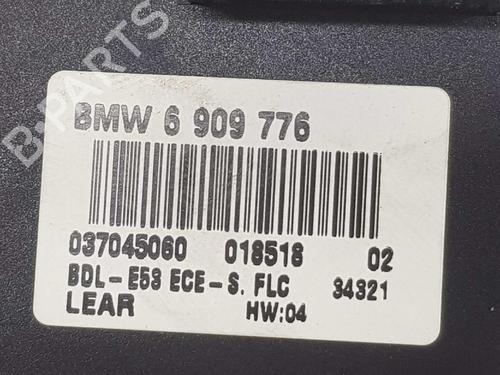 B-PARTS
BMW 6 909 776
037045060 018518 02
BDL-E53 ECE-S. FLC 34321
LEAR HW:04